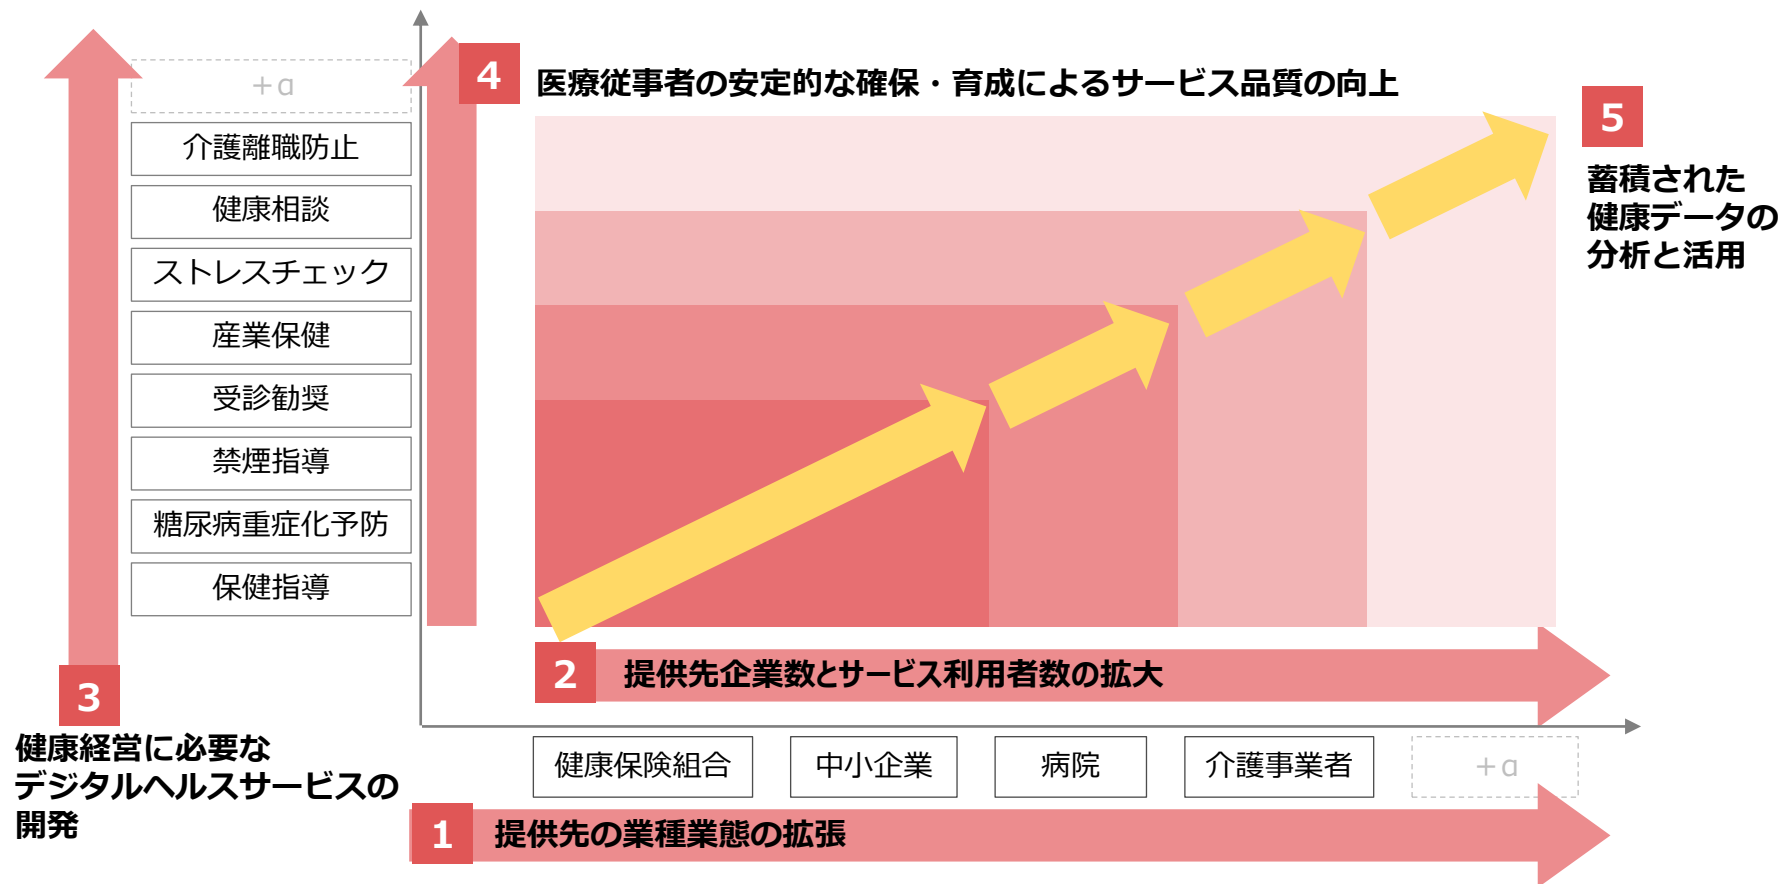 4
医療従事者の安定的な確保・育成によるサービス品質の向上
5
蓄積された
健康データの
分析と活用
+α
介護離職防止
健康相談
ストレスチェック
産業保健
受診勧奨
禁煙指導
糖尿病重症化予防
保健指導
3
健康経営に必要な
デジタルヘルスサービスの
開発
2
提供先企業数とサービス利用者数の拡大
健康保険組合
中小企業
病院
介護事業者
+α
1
提供先の業種業態の拡張